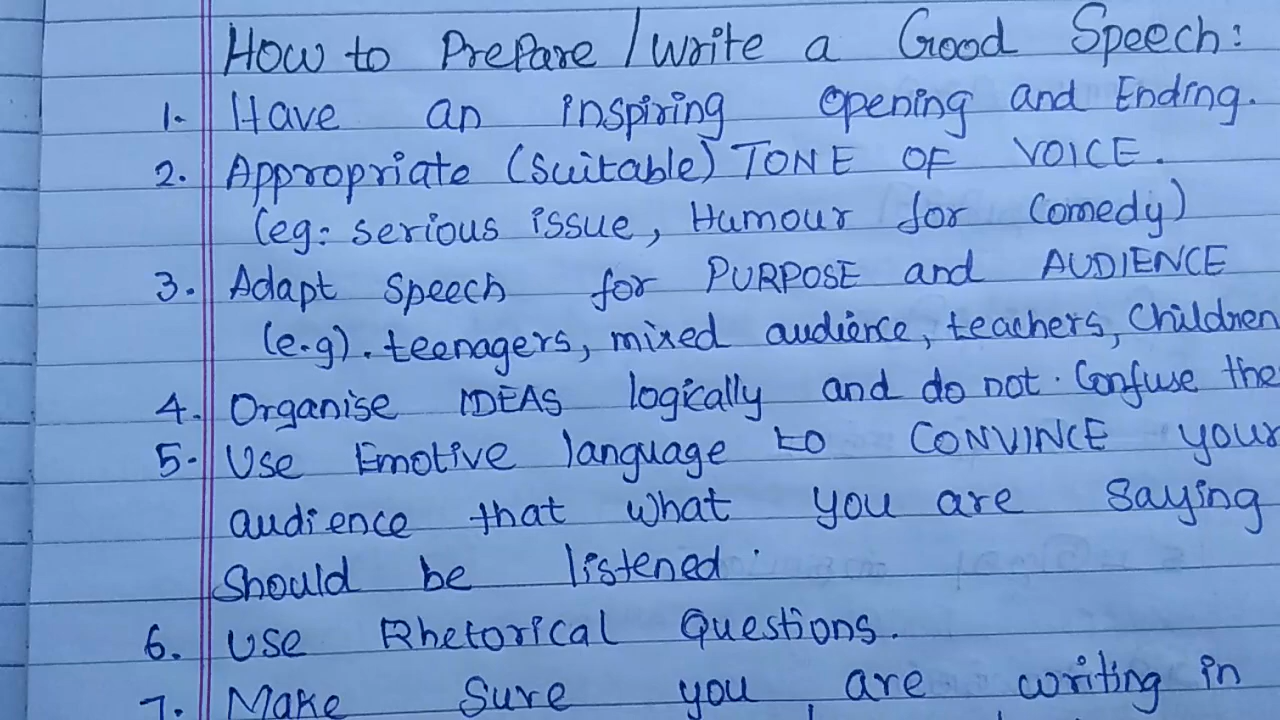 How to Prepare / Write a Good Speech:
1. Have an inspiring opening and Ending.
2. Appropriate (Suitable) TONE OF VOICE.
(eg: serious issue, Humour for Comedy)
3. Adapt speech for PURPOSE and AUDIENCE
(e.g). teenagers, mixed audience, teachers, Children
4. Organise IDEAS logically and do not. Confuse the
5. Use Emotive language to CONVINCE your
audience that what you are saying
Should be listened.
6. Use Rhetorical Questions.
7. Make Sure you are writing in